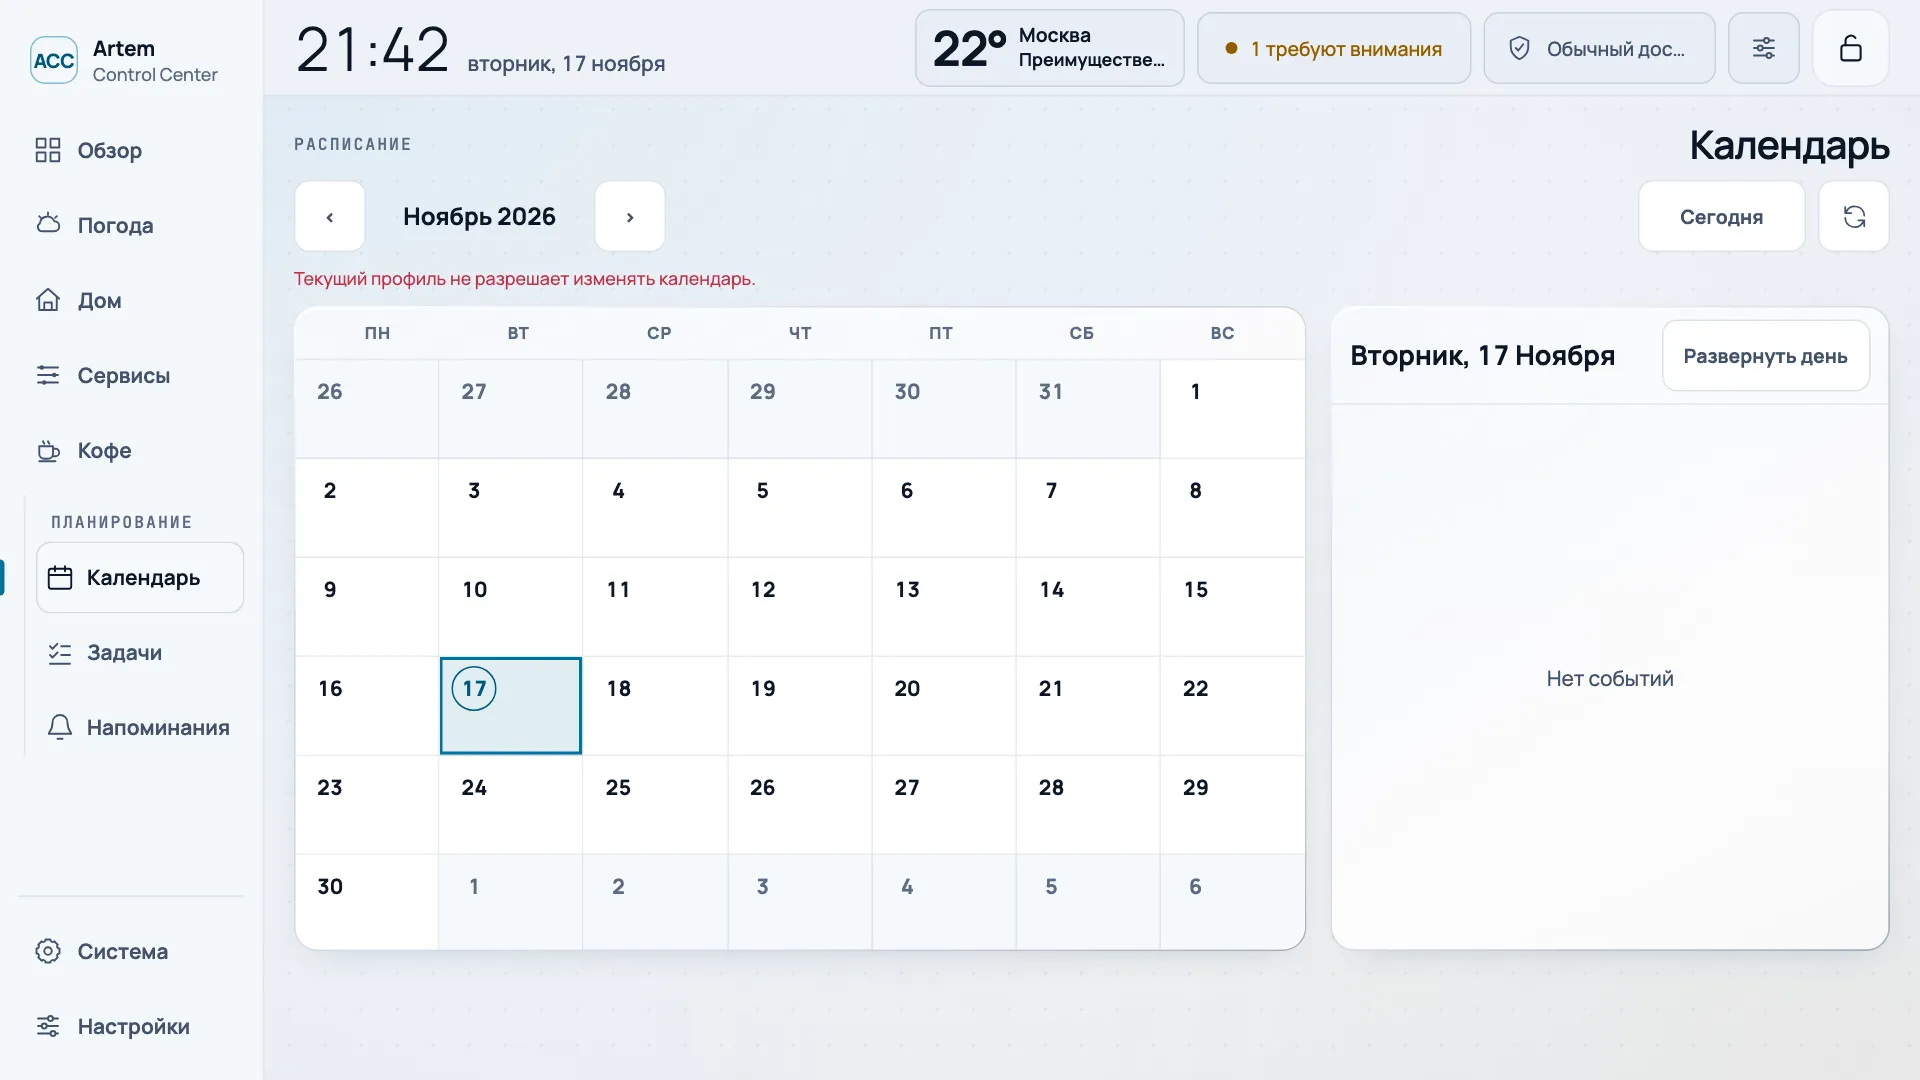 ACC
Artem
Control Center
Обзор
Погода
Дом
Сервисы
Кофе
ПЛАНИРОВАНИЕ
Календарь
Задачи
Напоминания
Система
Настройки
21:42 вторник, 17 ноября
22°
Москва
Преимуществе...
1 требуют внимания
Обычный дос...
РАСПИСАНИЕ
Календарь
‹ Ноябрь 2026 ›
Сегодня
Текущий профиль не разрешает изменять календарь.
ПН ВТ СР ЧТ ПТ СБ ВС
26 27 28 29 30 31 1
2 3 4 5 6 7 8
9 10 11 12 13 14 15
16 17 18 19 20 21 22
23 24 25 26 27 28 29
30 1 2 3 4 5 6
Вторник, 17 Ноября
Развернуть день
Нет событий